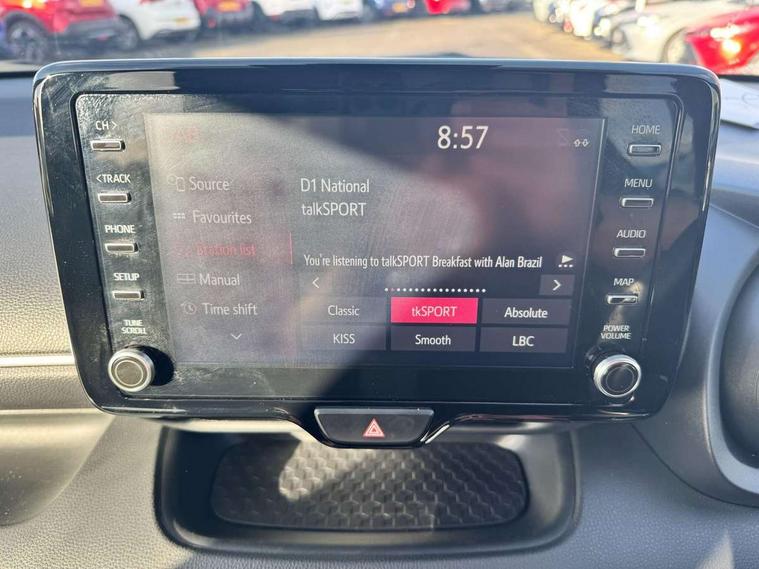 8:57
CH >
< TRACK
PHONE
SETUP
TUNE
SCROLL
Source
Favourites
Station list
Manual
Time shift
D1 National
talkSPORT
You're listening to talkSPORT Breakfast with Alan Brazil
Classic
tkSPORT
Absolute
KISS
Smooth
LBC
HOME
MENU
AUDIO
MAP
POWER
VOLUME